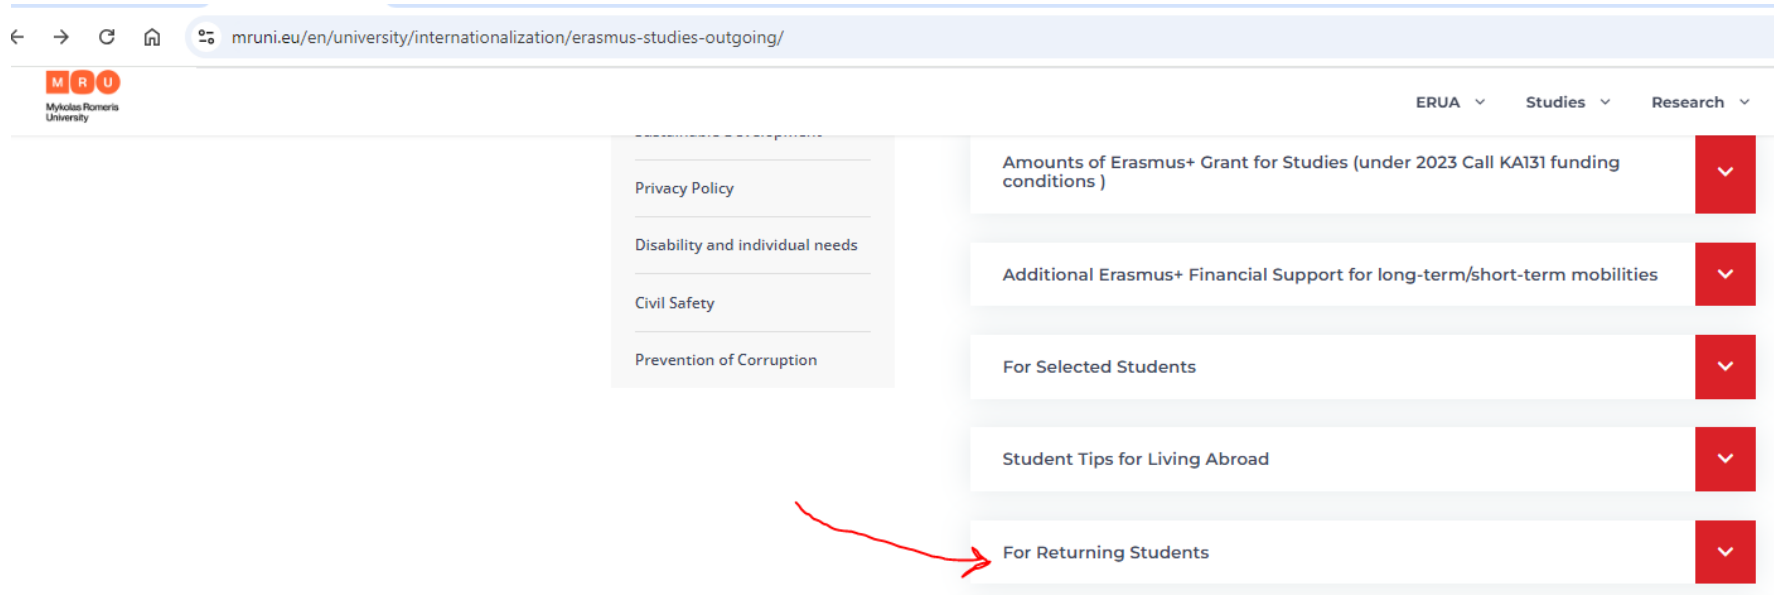 mruni.eu/en/university/internationalization/erasmus-studies-outgoing/
M R U
Mykolas Romeris
University
ERUA
Studies
Research
Privacy Policy
Disability and individual needs
Civil Safety
Prevention of Corruption
Amounts of Erasmus+ Grant for Studies (under 2023 Call KA131 funding
conditions )
Additional Erasmus+ Financial Support for long-term/short-term mobilities
For Selected Students
Student Tips for Living Abroad
For Returning Students